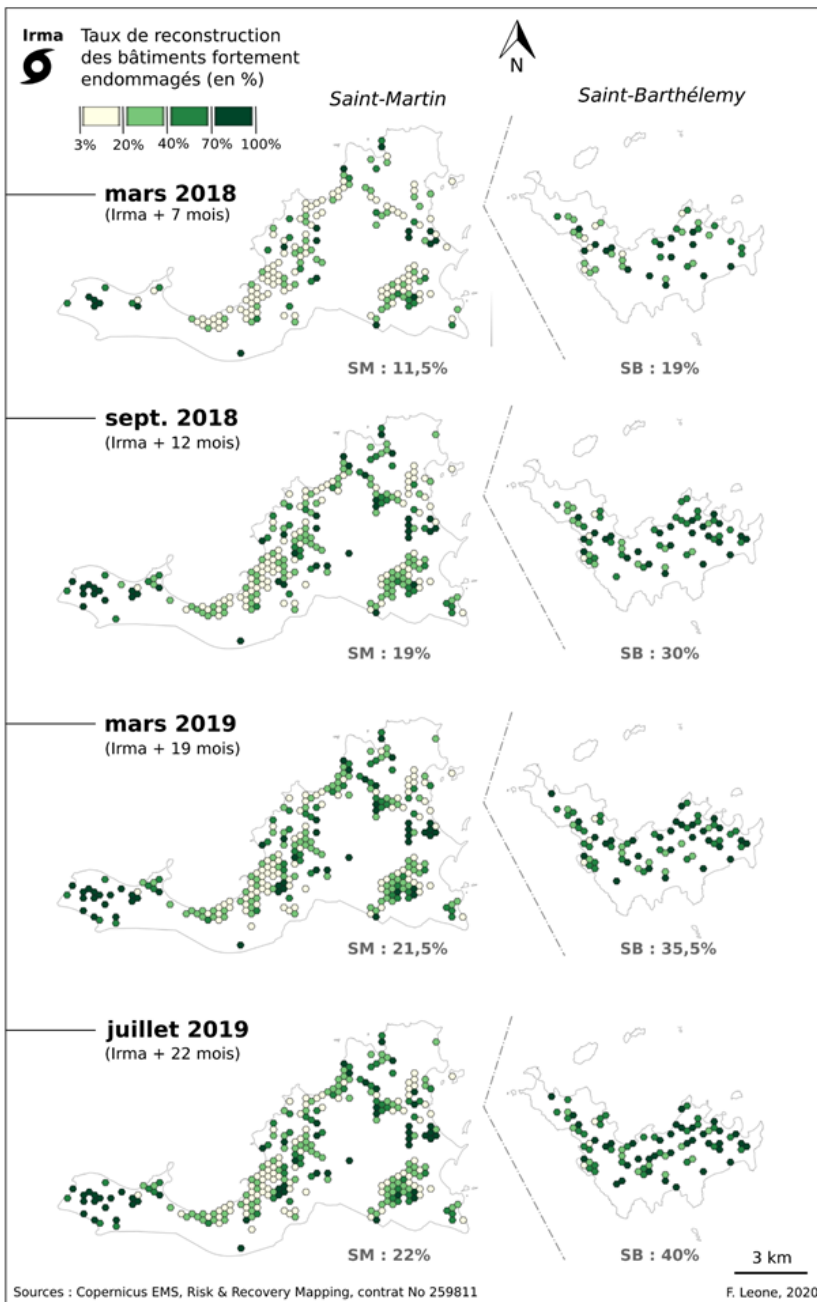 Irma
Taux de reconstruction
des bâtiments fortement
endommagés (en %)
3% 20% 40% 70% 100%
N
Saint-Martin
Saint-Barthélemy
mars 2018
(Irma + 7 mois)
SM : 11,5%
SB : 19%
sept. 2018
(Irma + 12 mois)
SM : 19%
SB : 30%
mars 2019
(Irma + 19 mois)
SM : 21,5%
SB : 35,5%
juillet 2019
(Irma + 22 mois)
SM : 22%
SB : 40%
3 km
Sources : Copernicus EMS, Risk & Recovery Mapping, contrat No 259811
F. Leone, 2020